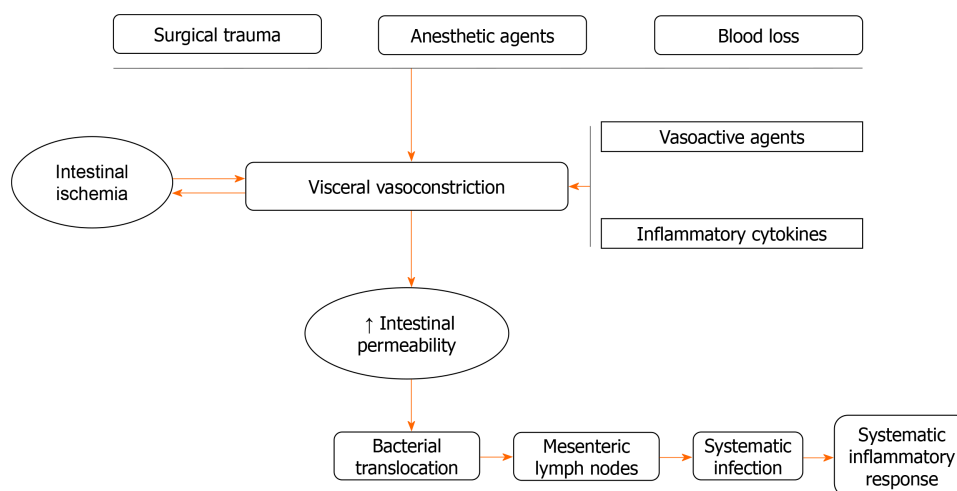 Surgical trauma
Anesthetic agents
Blood loss
Vasoactive agents
Intestinal
ischemia
Visceral vasoconstriction
Inflammatory cytokines
↑ Intestinal
permeability
Bacterial
translocation
Mesenteric
lymph nodes
Systematic
infection
Systematic
inflammatory
response